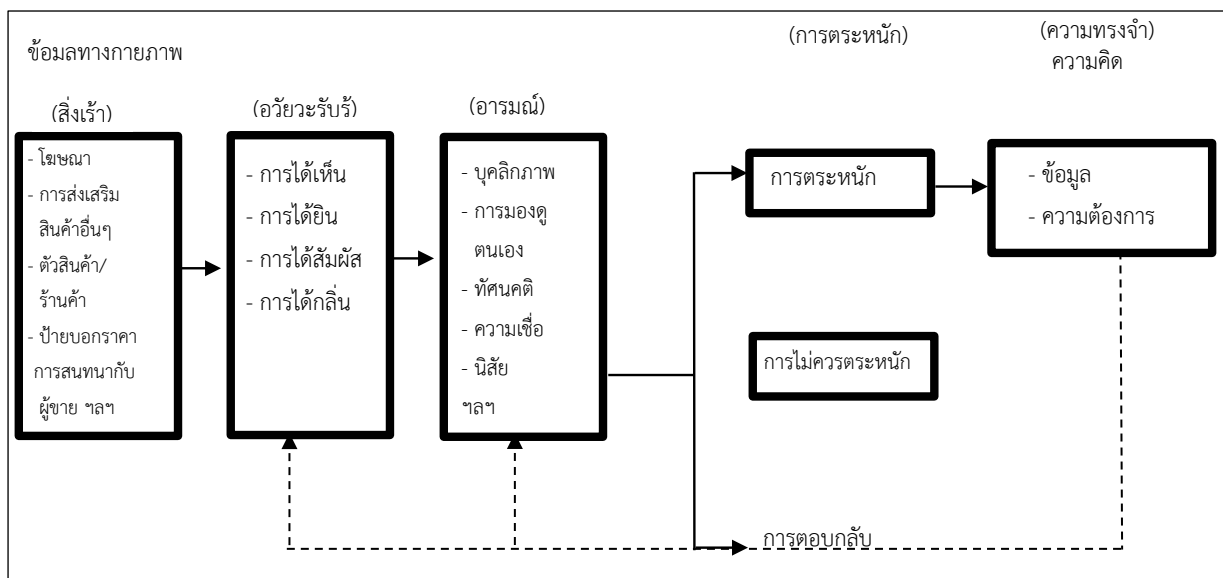 (การตระหนัก)
(ความทรงจำ)
ข้อมลทางกายภาพ
ความคิด
(สิ่งเร้า)
(อวัยวะรับร้)
(อารมณ์)
- โฆษณา
- การส่งเสริม
สินค้าอื่นๆ
- ตัวสินค้า/
ร้านค้า
- ป้ายบอกราคา
การสนทนากับ
ผู้ขาย ฯลฯ
- การได้เห็น
- การได้ยิน
- การได้สัมผัส
- การได้กลิ่น
- บุคลิกภาพ
- การมองดู
ตนเอง
- ทัศนคติ
- ความเชื่อ
- นิสัย
ฯลฯ
การตระหนัก
- ข้อมูล
- ความต้องการ
การไม่ควรตระหนัก
การตอบกลับ